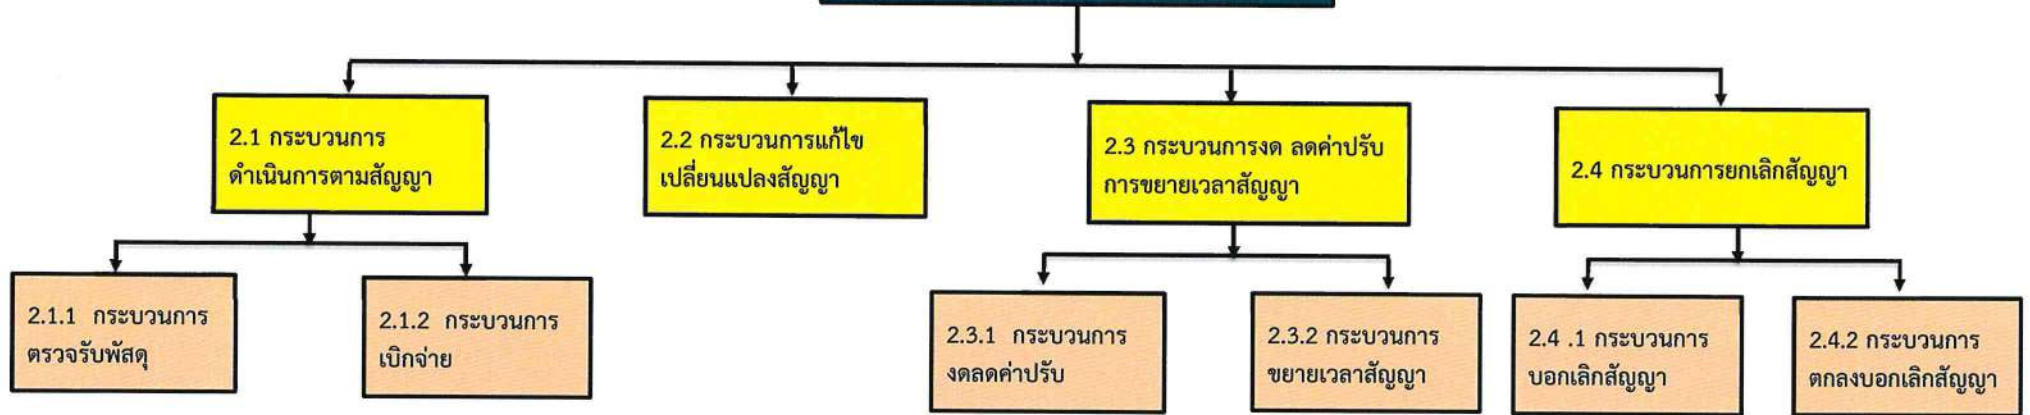 2.1 กระบวนการ
ดำเนินการตามสัญญา
2.2 กระบวนการแก้ไข
เปลี่ยนแปลงสัญญา
2.3 กระบวนการงด ลดค่าปรับ
การขยายเวลาสัญญา
2.4 กระบวนการยกเลิกสัญญา
2.1.1 กระบวนการ
ตรวจรับพัสดุ
2.1.2 กระบวนการ
เบิกจ่าย
2.3.1 กระบวนการ
งดลดค่าปรับ
2.3.2 กระบวนการ
ขยายเวลาสัญญา
2.4 .1 กระบวนการ
บอกเลิกสัญญา
2.4.2 กระบวนการ
ตกลงบอกเลิกสัญญา